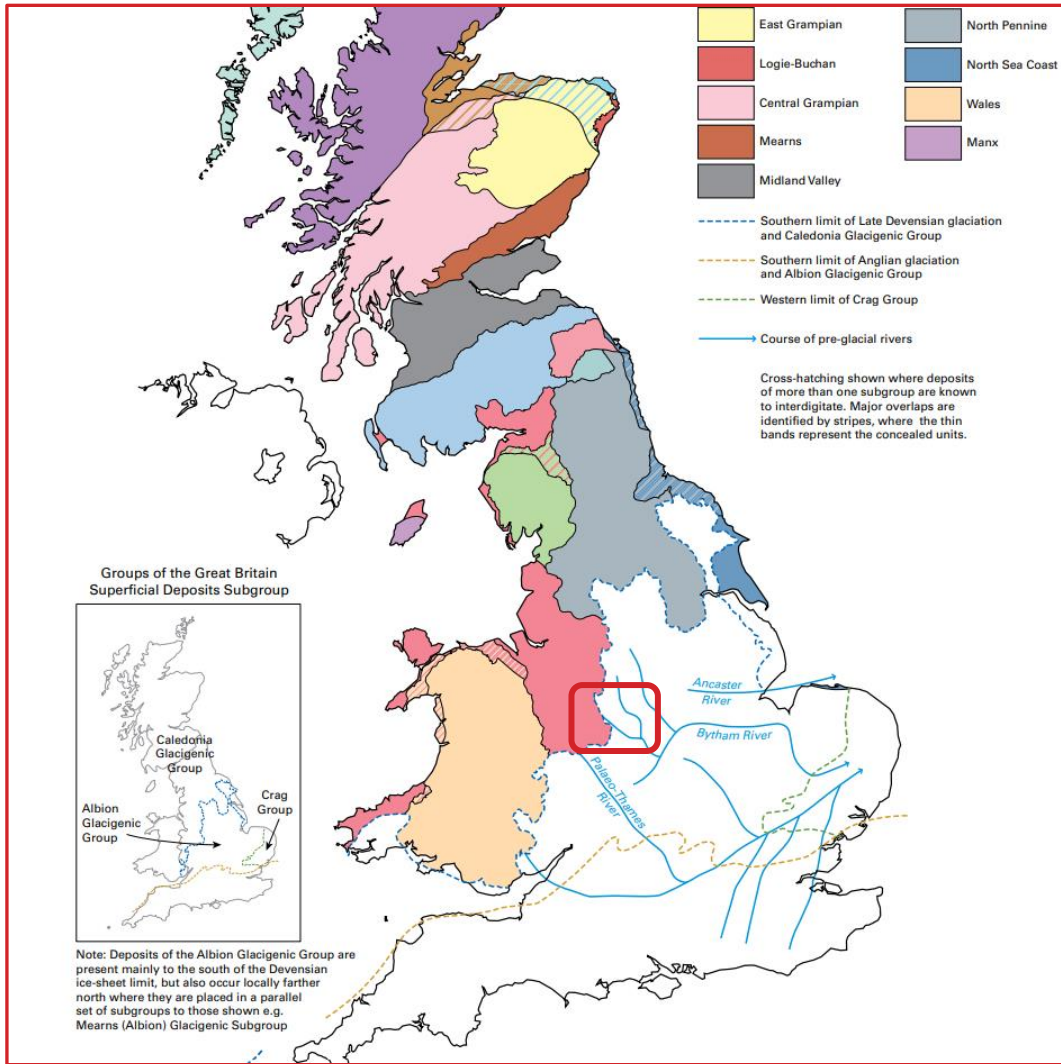 East Grampian
Logie-Buchan
Central Grampian
Mearns
Midland Valley
North Pennine
North Sea Coast
Wales
Manx
Southern limit of Late Devensian glaciation
and Caledonia Glacigenic Group
Southern limit of Anglian glaciation
and Albion Glacigenic Group
Western limit of Crag Group
Course of pre-glacial rivers
Cross-hatching shown where deposits
of more than one subgroup are known
to interdigitate. Major overlaps are
identified by stripes, where the thin
bands represent the concealed units.
Ancaster
River
Bytham River
Palaeo-Thames
River
Groups of the Great Britain
Superficial Deposits Subgroup
Caledonia
Glacigenic
Group
Albion
Glacigenic
Group
Crag
Group
Note: Deposits of the Albion Glacigenic Group are
present mainly to the south of the Devensian
ice-sheet limit, but also occur locally farther
north where they are placed in a parallel
set of subgroups to those shown e.g.
Mearns (Albion) Glacigenic Subgroup